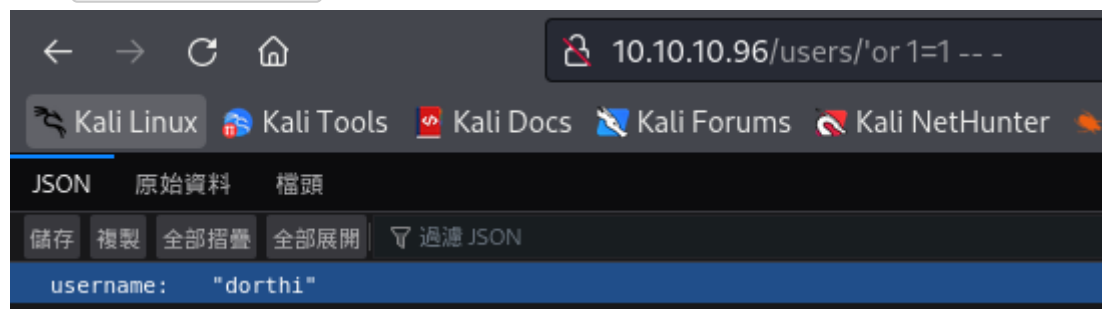 10.10.10.96/users/'or 1=1 -- -
Kali Linux Kali Tools Kali Docs Kali Forums Kali NetHunter
JSON 原始資料 檔頭
儲存 複製 全部摺疊 全部展開 過濾 JSON
username: "dorthi"